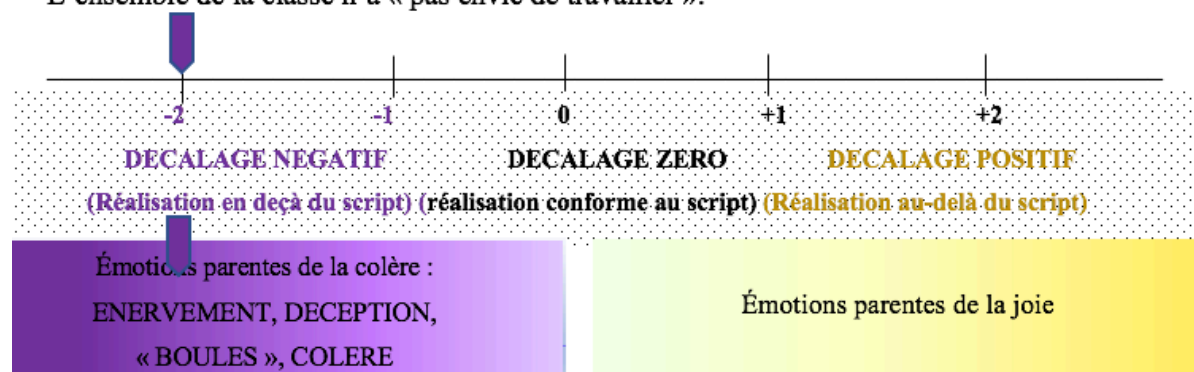 L'ensemble de la classe n'a « pas envie de travailler ».
-2 -1 0 +1 +2
DECALAGE NEGATIF DECALAGE ZERO DECALAGE POSITIF
(Réalisation en deçà du script) (réalisation conforme au script) (Réalisation au-delà du script)
Émotions parentes de la colère :
ENERVEMENT, DECEPTION,
« BOULES », COLERE
Émotions parentes de la joie